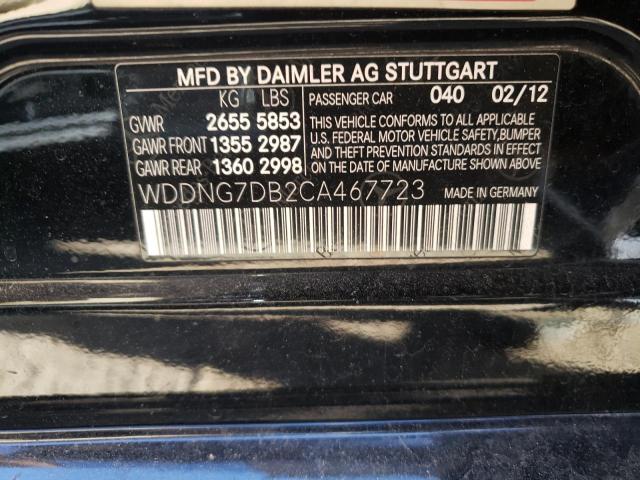 MFD BY DAIMLER AG STUTTGART
KG LBS PASSENGER CAR 040 02/12
GVWR 2655 5853 THIS VEHICLE CONFORMS TO ALL APPLICABLE
GAWR FRONT 1355 2987 U.S. FEDERAL MOTOR VEHICLE SAFETY, BUMPER
GAWR REAR 1360 2998 AND THEFT PREVENTION STANDARDS IN EFFECT
ON THE DATE OF MANUFACTURE SHOWN ABOVE.
WDDNG7DB2CA467723 MADE IN GERMANY